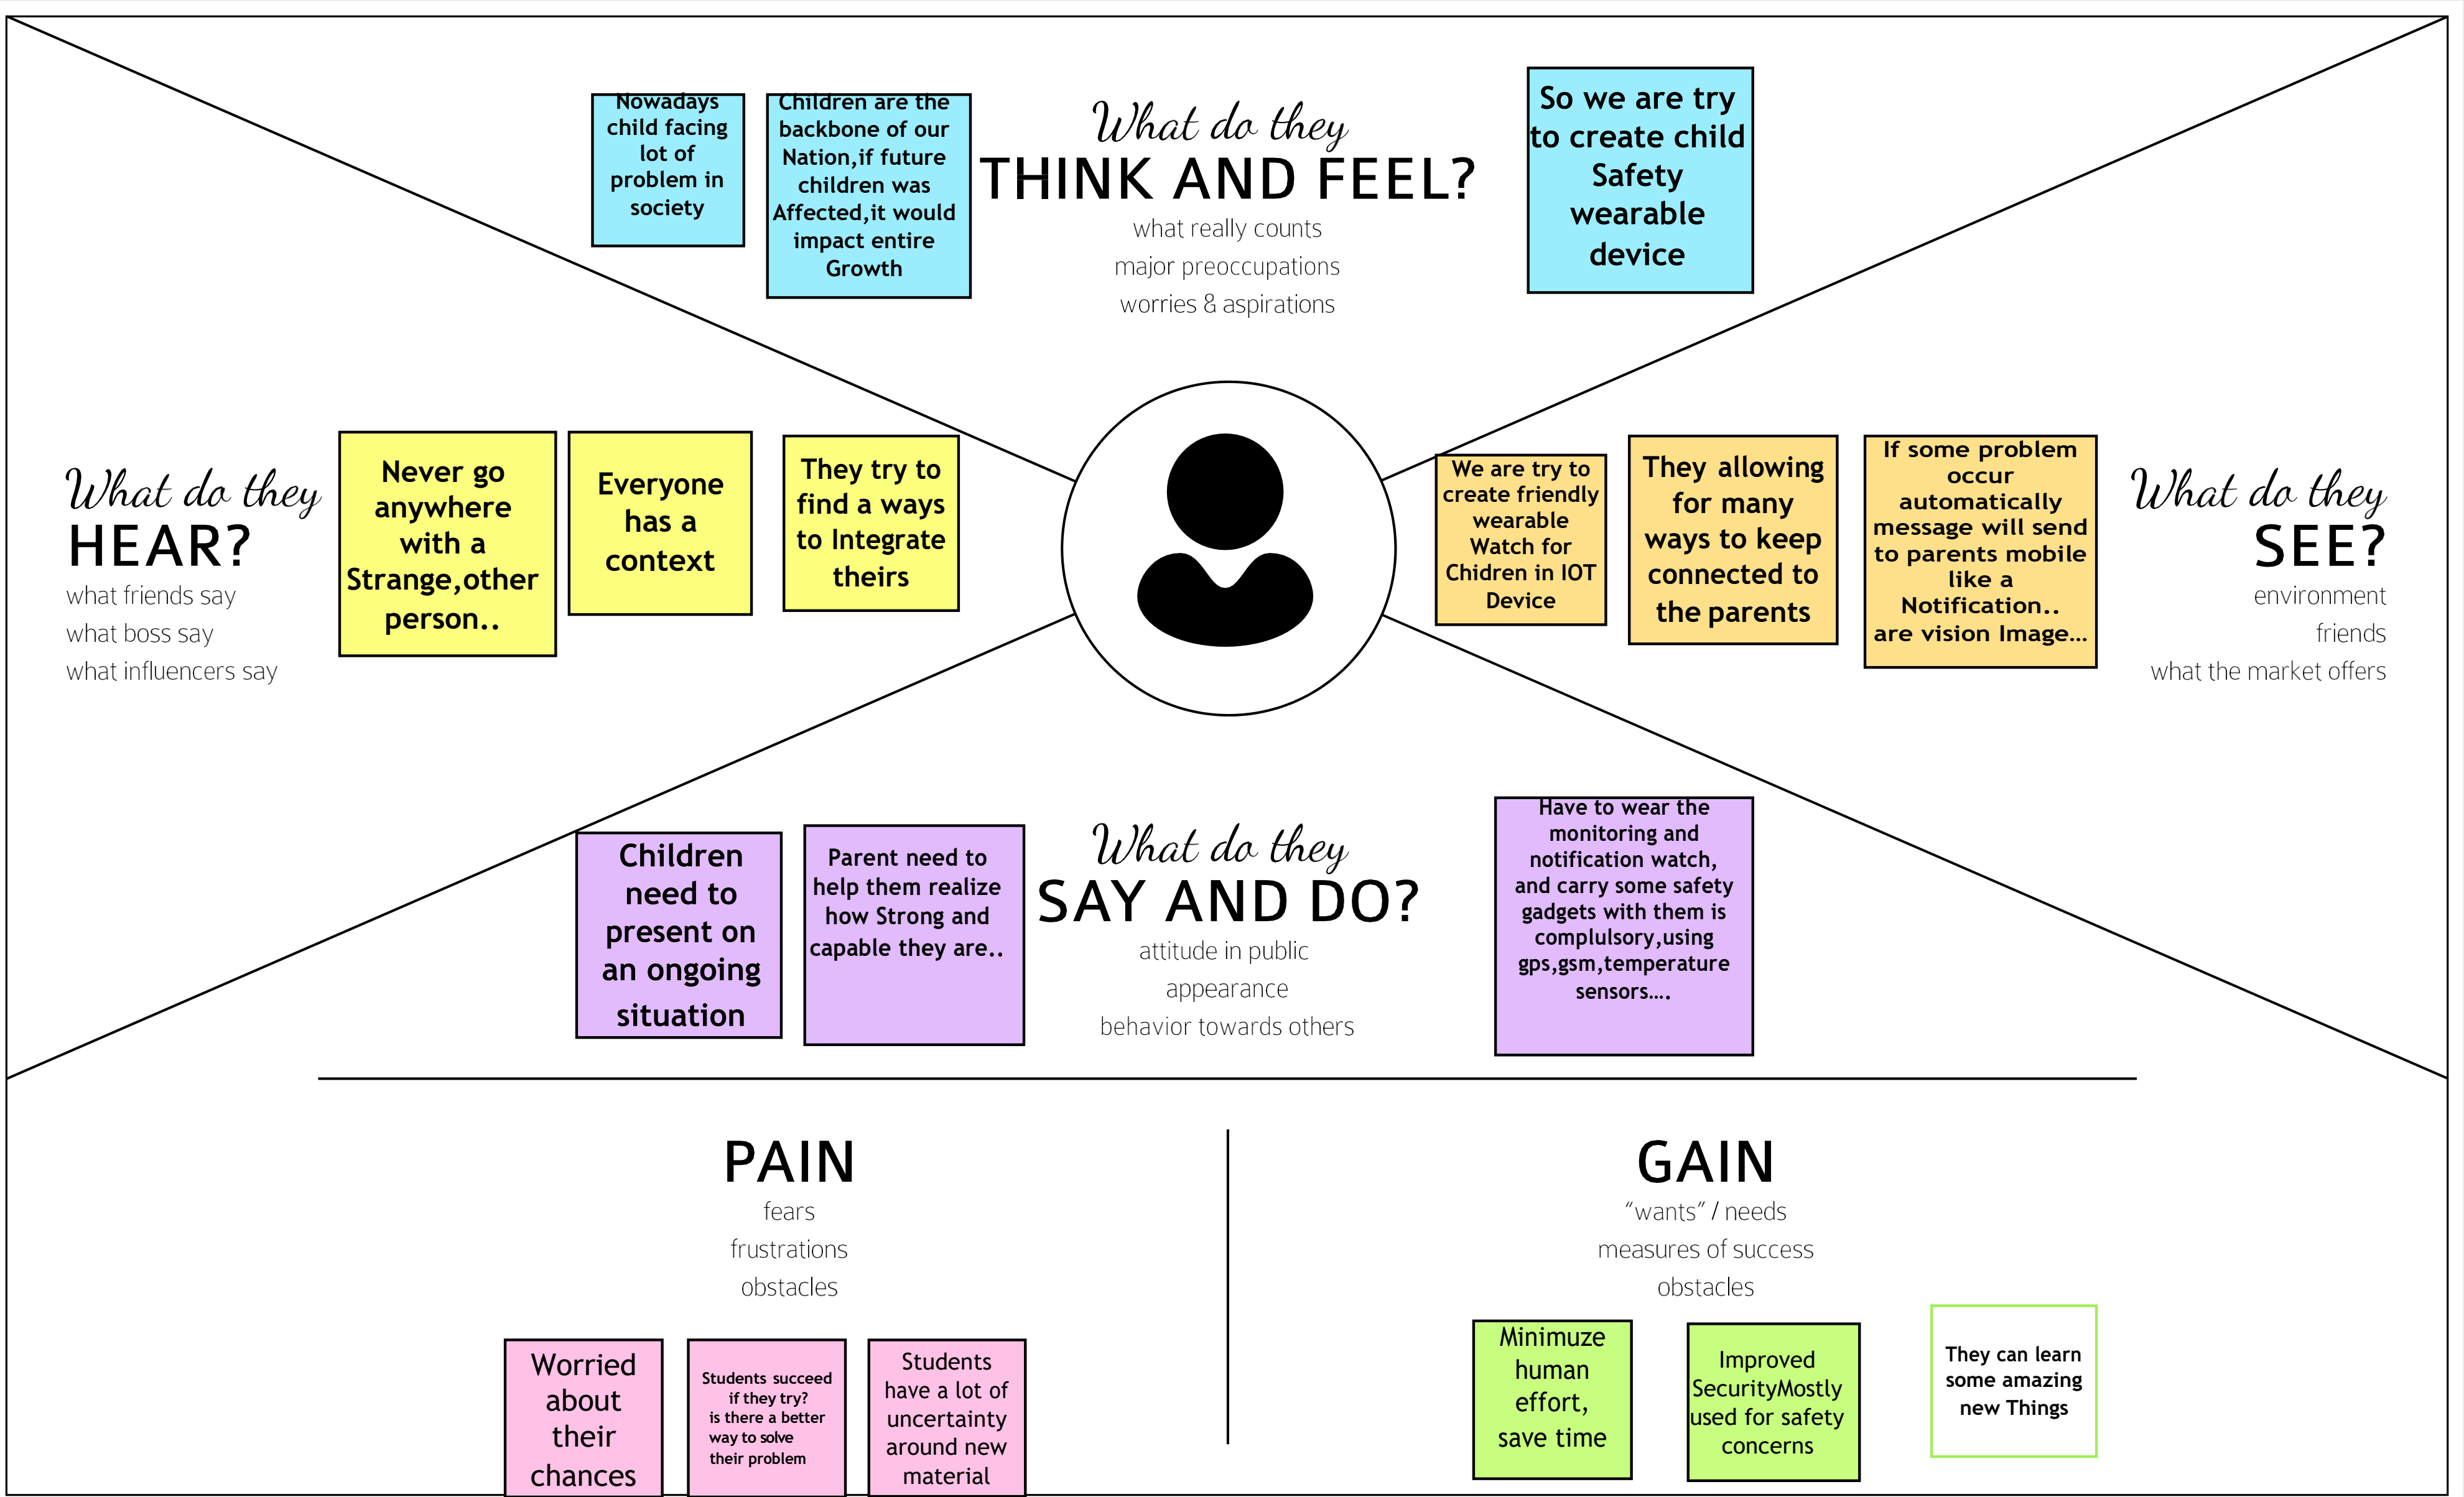 Nowadays
child facing
lot of
problem in
society
Children are the
backbone of our
Nation,if future
children was
Affected,it would
impact entire
Growth
What do they
THINK AND FEEL?
what really counts
major preoccupations
worries & aspirations
So we are try
to create child
Safety
wearable
device
What do they
HEAR?
what friends say
what boss say
what influencers say
Never go
anywhere
with a
Strange,other
person..
Everyone
has a
context
They try to
find a ways
to Integrate
theirs
We are try to
create friendly
wearable
Watch for
Chidren in IOT
Device
They allowing
for many
ways to keep
connected to
the parents
If some problem
occur
automatically
message will send
to parents mobile
like a
Notification..
are vision Image...
What do they
SEE?
environment
friends
what the market offers
Children
need to
present on
an ongoing
situation
Parent need to
help them realize
how Strong and
capable they are..
What do they
SAY AND DO?
attitude in public
appearance
behavior towards others
Have to wear the
monitoring and
notification watch,
and carry some safety
gadgets with them is
complulsory,using
gps,gsm,temperature
sensors....
PAIN
fears
frustrations
obstacles
Worried
about
their
chances
Students succeed
if they try?
is there a better
way to solve
their problem
Students
have a lot of
uncertainty
around new
material
GAIN
“wants” / needs
measures of success
obstacles
Minimuze
human
effort,
save time
Improved
SecurityMostly
used for safety
concerns
They can learn
some amazing
new Things